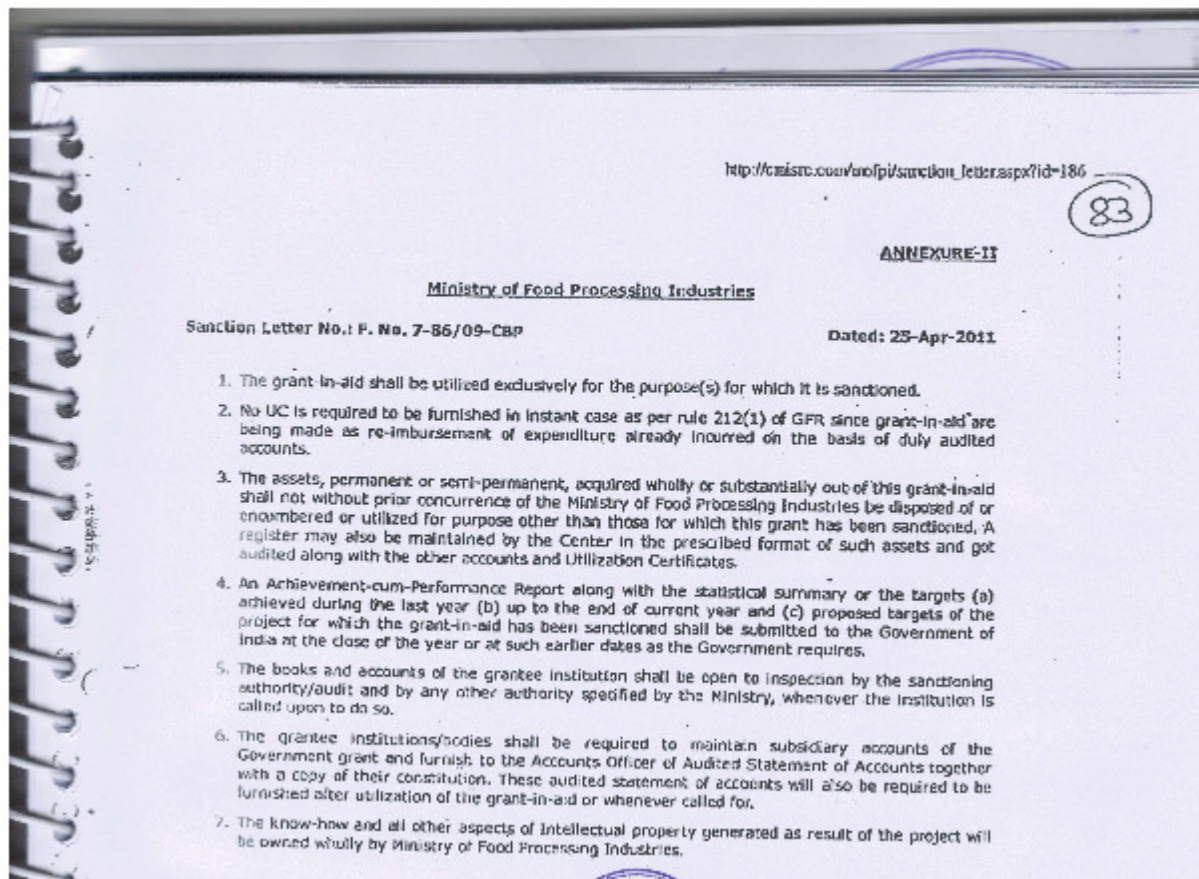 http://cmisrc.com/mofpi/sanction_letter.aspx?id=186
83
ANNEXURE-II
Ministry of Food Processing Industries
Sanction Letter No.: F. No. 7-86/09-CBP
Dated: 25-Apr-2011
1. The grant-in-aid shall be utilized exclusively for the purpose(s) for which it is sanctioned.
2. No UC is required to be furnished in instant case as per rule 212(1) of GFR since grant-in-aid are
being made as re-imbursement of expenditure already incurred on the basis of duly audited
accounts.
3. The assets, permanent or semi-permanent, acquired wholly or substantially out of this grant-in-aid
shall not without prior concurrence of the Ministry of Food Processing Industries be disposed of or
encumbered or utilized for purpose other than those for which this grant has been sanctioned. A
register may also be maintained by the Center in the prescribed format of such assets and got
audited along with the other accounts and Utilization Certificates.
4. An Achievement-cum-Performance Report along with the statistical summary or the targets (a)
achieved during the last year (b) up to the end of current year and (c) proposed targets of the
project for which the grant-in-aid has been sanctioned shall be submitted to the Government of
India at the close of the year or at such earlier dates as the Government requires.
5. The books and accounts of the grantee institution shall be open to inspection by the sanctioning
authority/audit and by any other authority specified by the Ministry, whenever the institution is
called upon to do so.
6. The grantee institutions/bodies shall be required to maintain subsidiary accounts of the
Government grant and furnish to the Accounts Officer of Audited Statement of Accounts together
with a copy of their constitution. These audited statement of accounts will also be required to be
furnished after utilization of the grant-in-aid or whenever called for.
7. The know-how and all other aspects of Intellectual property generated as result of the project will
be owned wholly by Ministry of Food Processing Industries.